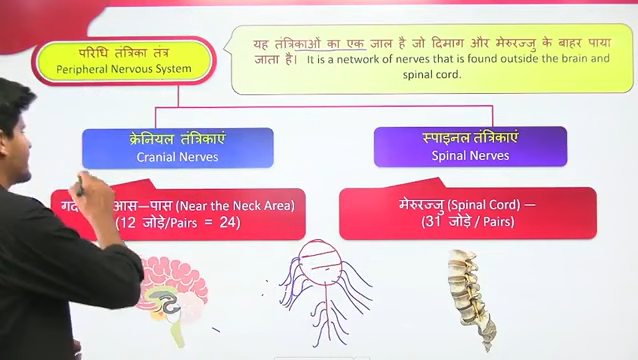 परिधि तंत्रिका तंत्र
Peripheral Nervous System
यह तंत्रिकाओं का एक जाल है जो दिमाग और मेरुरज्जु के बाहर पाया
जाता है। It is a network of nerves that is found outside the brain and
spinal cord.
क्रेनियल तंत्रिकाएं
Cranial Nerves
स्पाइनल तंत्रिकाएं
Spinal Nerves
आस—पास (Near the Neck Area)
(12 जोड़े/Pairs = 24)
मेरुरज्जु (Spinal Cord) —
(31 जोड़े / Pairs)